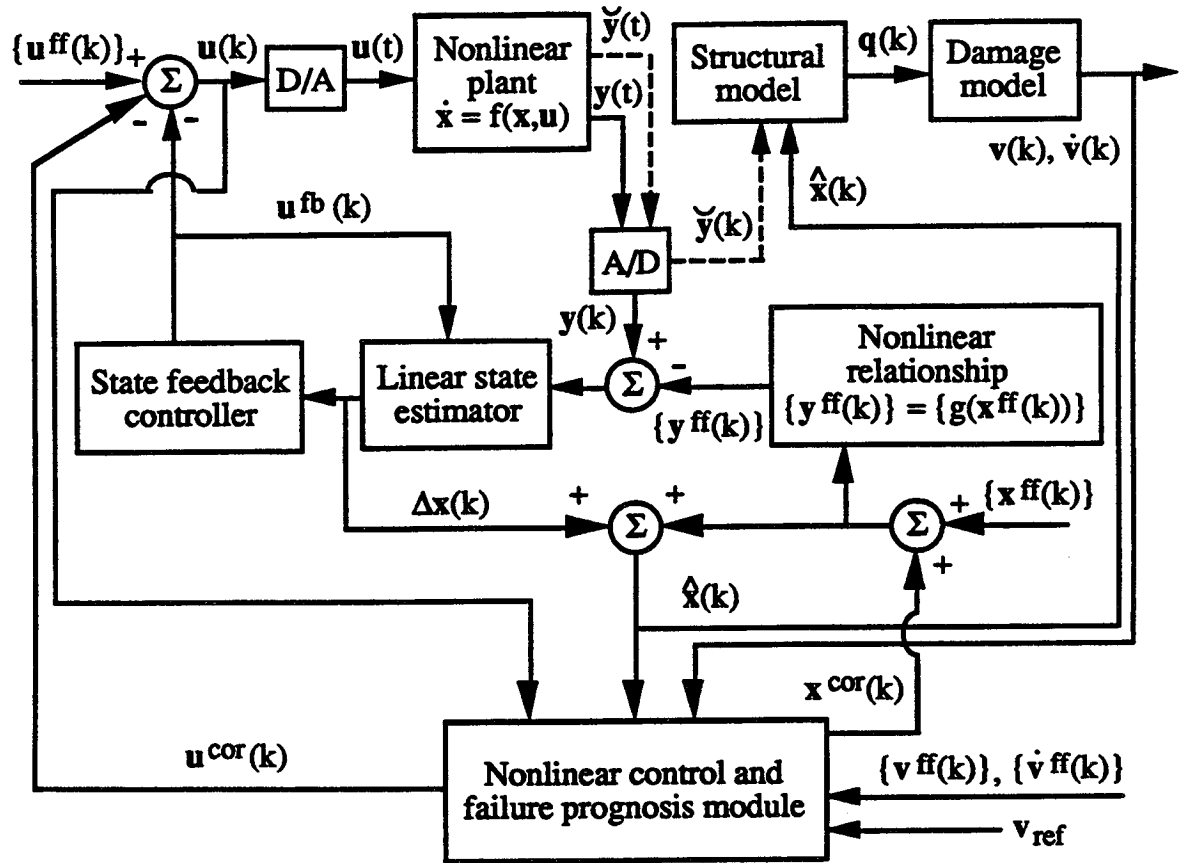 {u^ff(k)}
+
Σ
-
-
u(k)
D/A
u(t)
Nonlinear
plant
ẋ = f(x,u)
y̆(t)
y(t)
Structural
model
q(k)
Damage
model
v(k), v̇(k)
x̂(k)
u^fb(k)
y̆(k)
A/D
y(k)
+
-
Σ
State feedback
controller
Linear state
estimator
{y^ff(k)}
Nonlinear
relationship
{y^ff(k)} = {g(x^ff(k))}
Δx(k)
+
+
Σ
+
{x^ff(k)}
Σ
+
x̂(k)
x^cor(k)
u^cor(k)
Nonlinear control and
failure prognosis module
{v^ff(k)}, {v̇^ff(k)}
v_ref